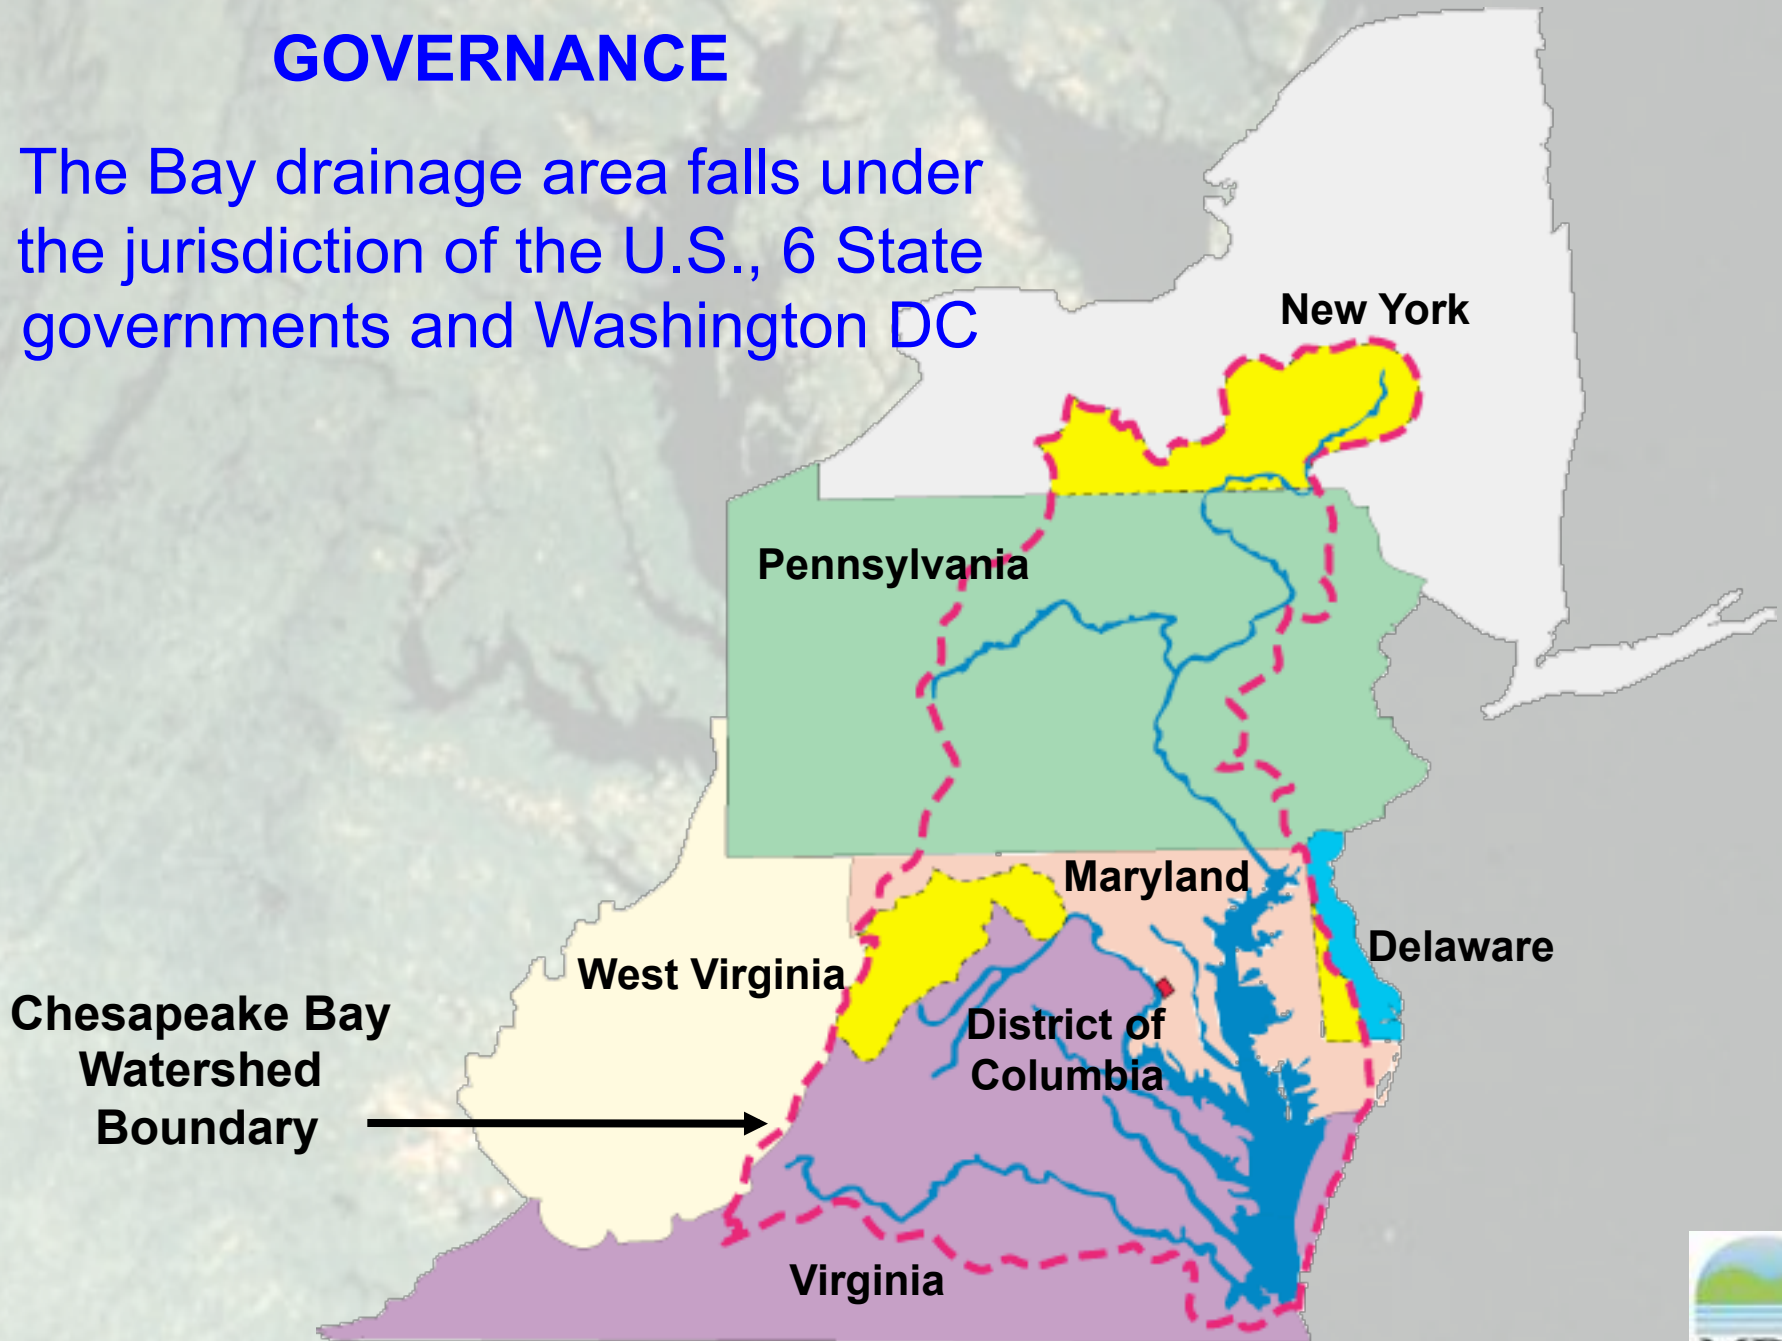 GOVERNANCE
The Bay drainage area falls under
the jurisdiction of the U.S., 6 State
governments and Washington DC
New York
Pennsylvania
Maryland
Delaware
West Virginia
District of
Columbia
Chesapeake Bay
Watershed
Boundary
Virginia